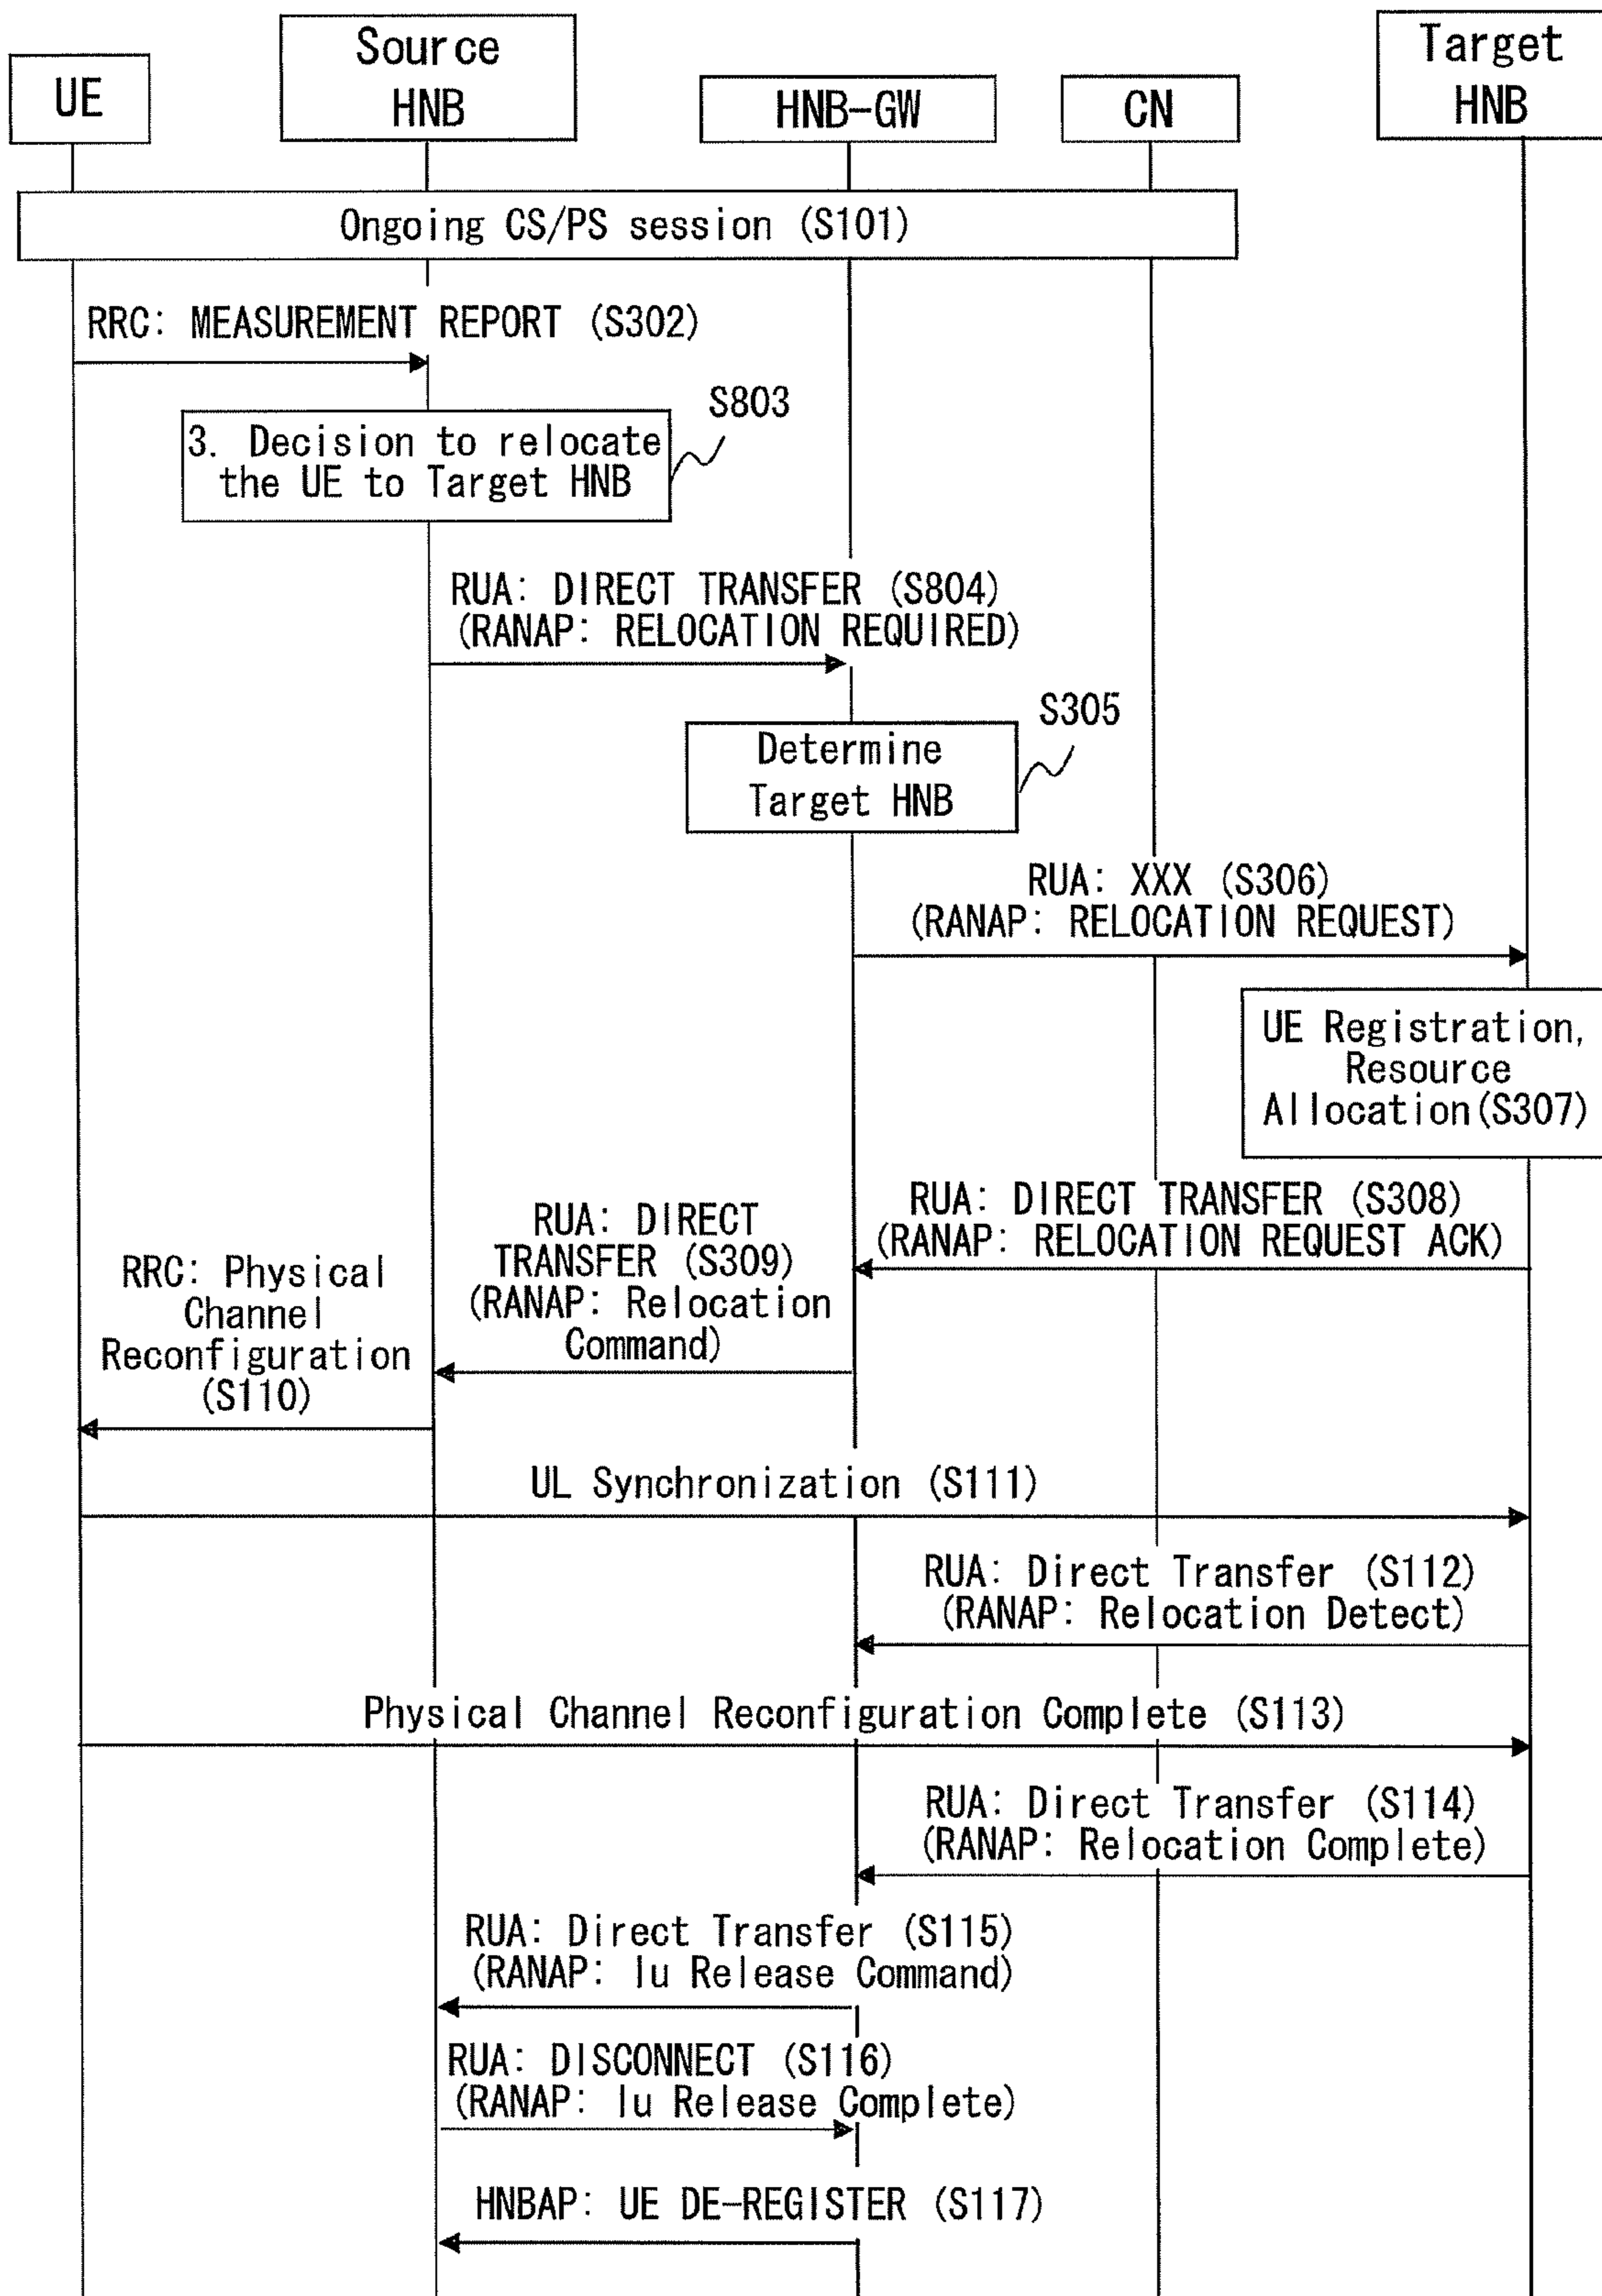 UE
Source
HNB
HNB-GW
CN
Target
HNB
Ongoing CS/PS session (S101)
RRC: MEASUREMENT REPORT (S302)
S803
3. Decision to relocate
the UE to Target HNB
RUA: DIRECT TRANSFER (S804)
(RANAP: RELOCATION REQUIRED)
S305
Determine
Target HNB
RUA: XXX (S306)
(RANAP: RELOCATION REQUEST)
UE Registration,
Resource
Allocation(S307)
RUA: DIRECT TRANSFER (S308)
(RANAP: RELOCATION REQUEST ACK)
RUA: DIRECT
TRANSFER (S309)
(RANAP: Relocation
Command)
RRC: Physical
Channel
Reconfiguration
(S110)
UL Synchronization (S111)
RUA: Direct Transfer (S112)
(RANAP: Relocation Detect)
Physical Channel Reconfiguration Complete (S113)
RUA: Direct Transfer (S114)
(RANAP: Relocation Complete)
RUA: Direct Transfer (S115)
(RANAP: Iu Release Command)
RUA: DISCONNECT (S116)
(RANAP: Iu Release Complete)
HNBAP: UE DE-REGISTER (S117)